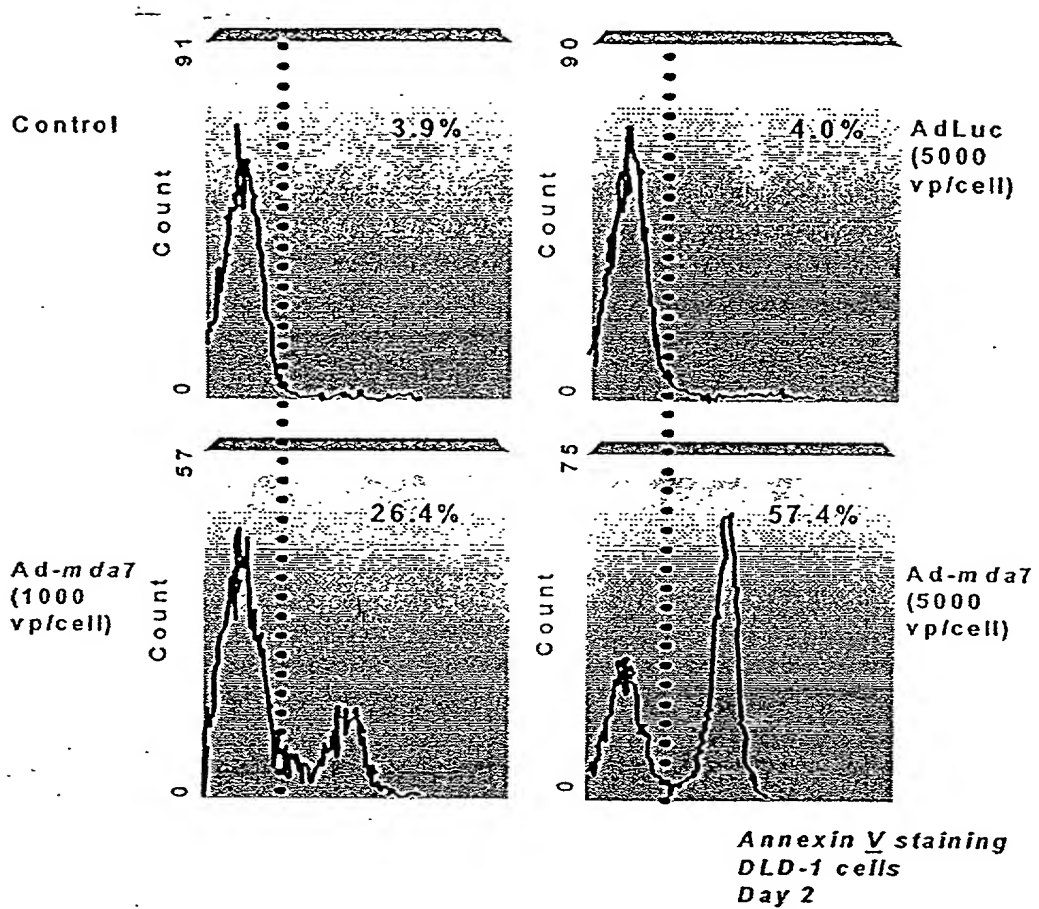 91
Control
3.9%
Count
0
90
4.0%
AdLuc
(5000
vp/cell)
Count
0
57
26.4%
Ad-mda7
(1000
vp/cell)
Count
0
75
57.4%
Ad-mda7
(5000
vp/cell)
Count
0
Annexin V staining
DLD-1 cells
Day 2